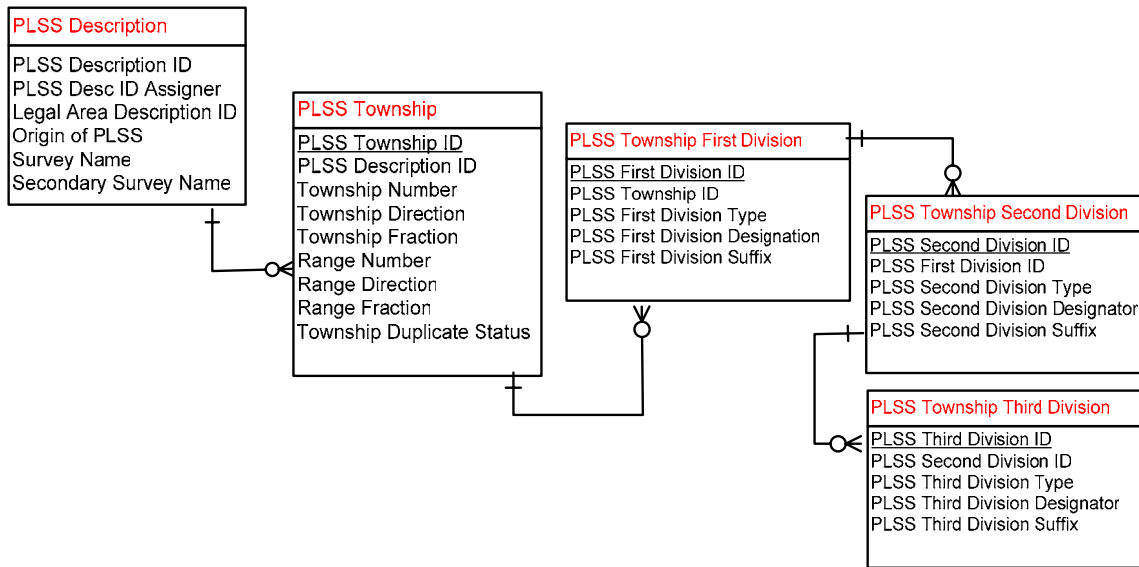 PLSS Description
PLSS Description ID
PLSS Desc ID Assigner
Legal Area Description ID
Origin of PLSS
Survey Name
Secondary Survey Name
PLSS Township
PLSS Township ID
PLSS Description ID
Township Number
Township Direction
Township Fraction
Range Number
Range Direction
Range Fraction
Township Duplicate Status
PLSS Township First Division
PLSS First Division ID
PLSS Township ID
PLSS First Division Type
PLSS First Division Designation
PLSS First Division Suffix
PLSS Township Second Division
PLSS Second Division ID
PLSS First Division ID
PLSS Second Division Type
PLSS Second Division Designator
PLSS Second Division Suffix
PLSS Township Third Division
PLSS Third Division ID
PLSS Second Division ID
PLSS Third Division Type
PLSS Third Division Designator
PLSS Third Division Suffix